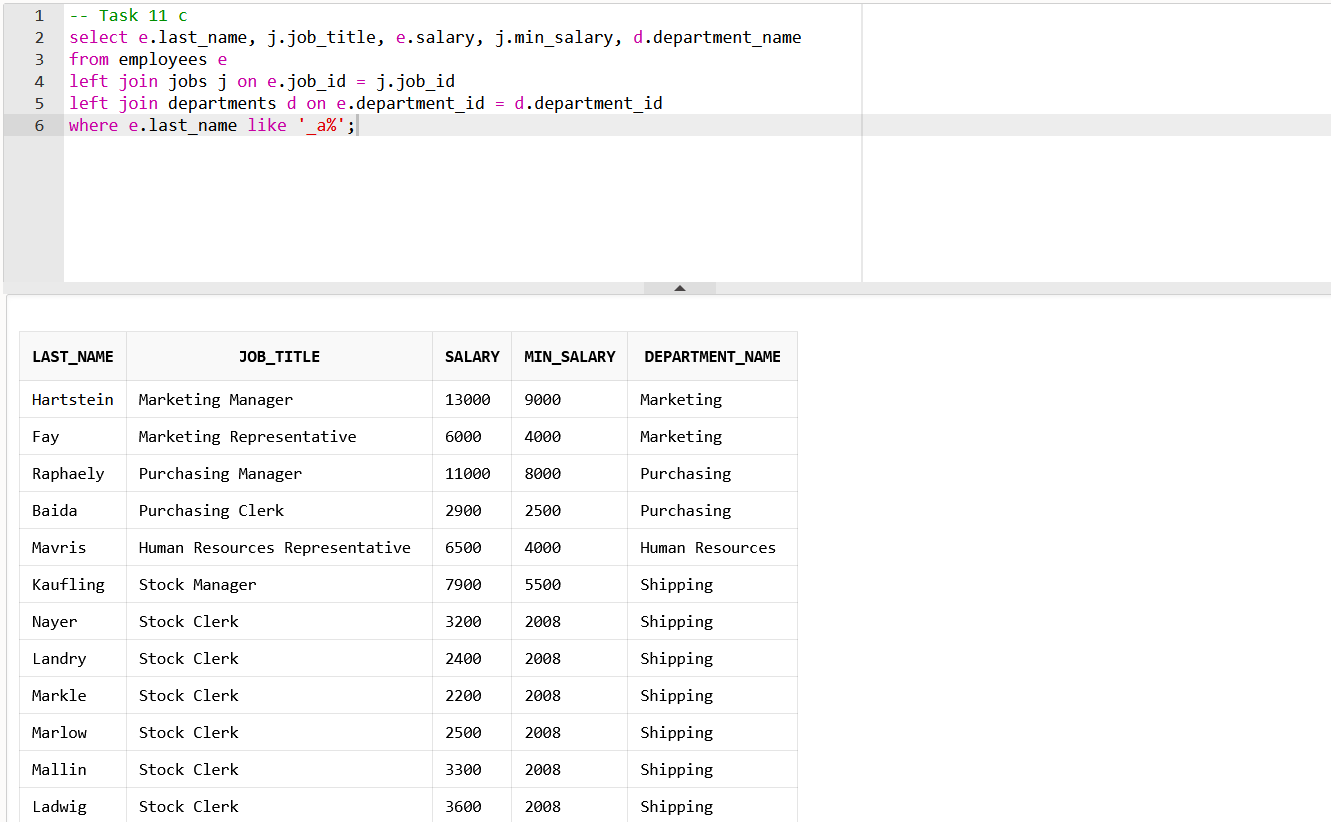 1 -- Task 11 c
2 select e.last_name, j.job_title, e.salary, j.min_salary, d.department_name
3 from employees e
4 left join jobs j on e.job_id = j.job_id
5 left join departments d on e.department_id = d.department_id
6 where e.last_name like '_a%';
LAST_NAME JOB_TITLE SALARY MIN_SALARY DEPARTMENT_NAME
Hartstein Marketing Manager 13000 9000 Marketing
Fay Marketing Representative 6000 4000 Marketing
Raphaely Purchasing Manager 11000 8000 Purchasing
Baida Purchasing Clerk 2900 2500 Purchasing
Mavris Human Resources Representative 6500 4000 Human Resources
Kaufling Stock Manager 7900 5500 Shipping
Nayer Stock Clerk 3200 2008 Shipping
Landry Stock Clerk 2400 2008 Shipping
Markle Stock Clerk 2200 2008 Shipping
Marlow Stock Clerk 2500 2008 Shipping
Mallin Stock Clerk 3300 2008 Shipping
Ladwig Stock Clerk 3600 2008 Shipping